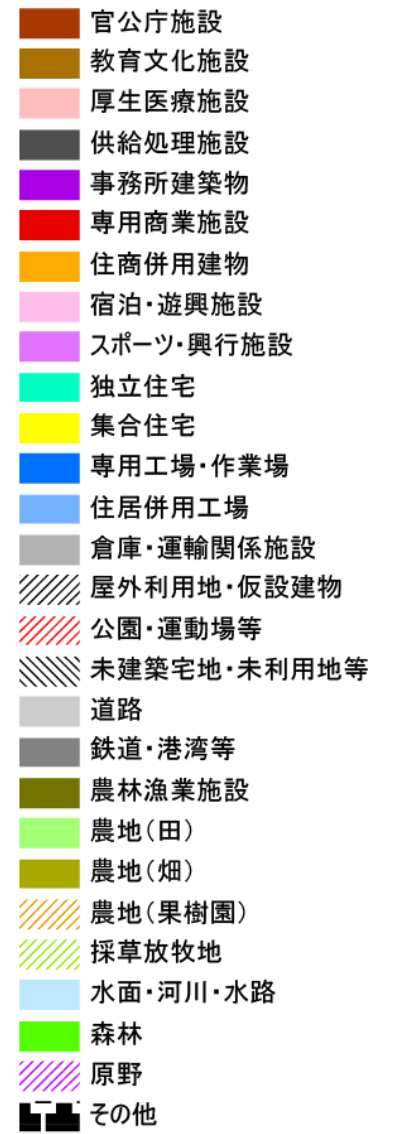 官公庁施設
教育文化施設
厚生医療施設
供給処理施設
事務所建築物
専用商業施設
住商併用建物
宿泊・遊興施設
スポーツ・興行施設
独立住宅
集合住宅
専用工場・作業場
住居併用工場
倉庫・運輸関係施設
屋外利用地・仮設建物
公園・運動場等
未建築宅地・未利用地等
道路
鉄道・港湾等
農林漁業施設
農地（田）
農地（畑）
農地（果樹園）
採草放牧地
水面・河川・水路
森林
原野
その他